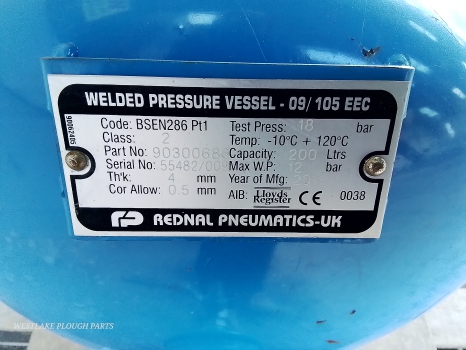 WELDED PRESSURE VESSEL - 09/105 EEC
90062405
Code: BSEN286 Pt1
Test Press: 18 bar
Class: 2
Temp: -10°C + 120°C
Part No: 9030068
Capacity: 200 Ltrs
Serial No: 55482/00
Max W.P: 12 bar
Th'k: 4 mm
Year of Mfg:
Cor Allow: 0.5 mm
AIB: Lloyds Register CE 0038
REDNAL PNEUMATICS-UK
WESTLAKE PLOUGH PARTS